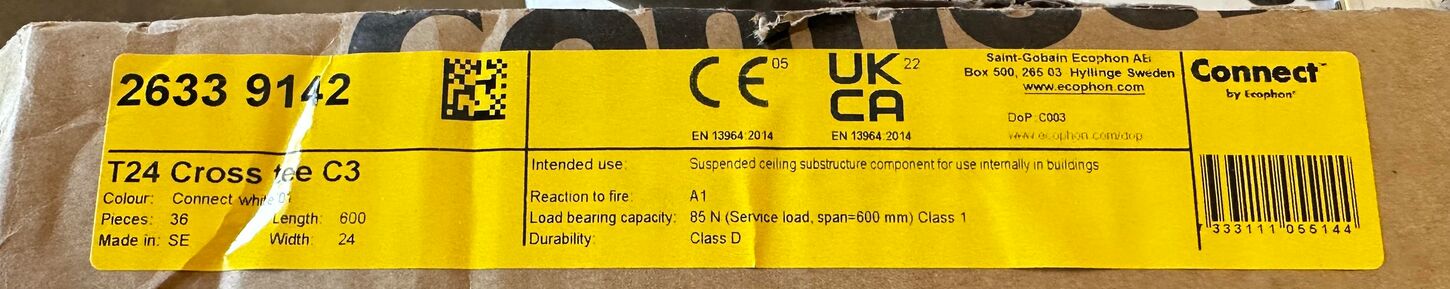 2633 9142
T24 Cross tee C3
Colour: Connect white 01
Pieces: 36 Length: 600
Made in: SE Width: 24
CE 05
EN 13964:2014
UK 22
CA
EN 13964:2014
Saint-Gobain Ecophon AB
Box 500, 265 03 Hyllinge Sweden
www.ecophon.com
DoP C003
www.ecophon.com/dop
Intended use: Suspended ceiling substructure component for use internally in buildings
Reaction to fire: A1
Load bearing capacity: 85 N (Service load, span=600 mm) Class 1
Durability: Class D
Connect™
by Ecophon®
7 333111 055144